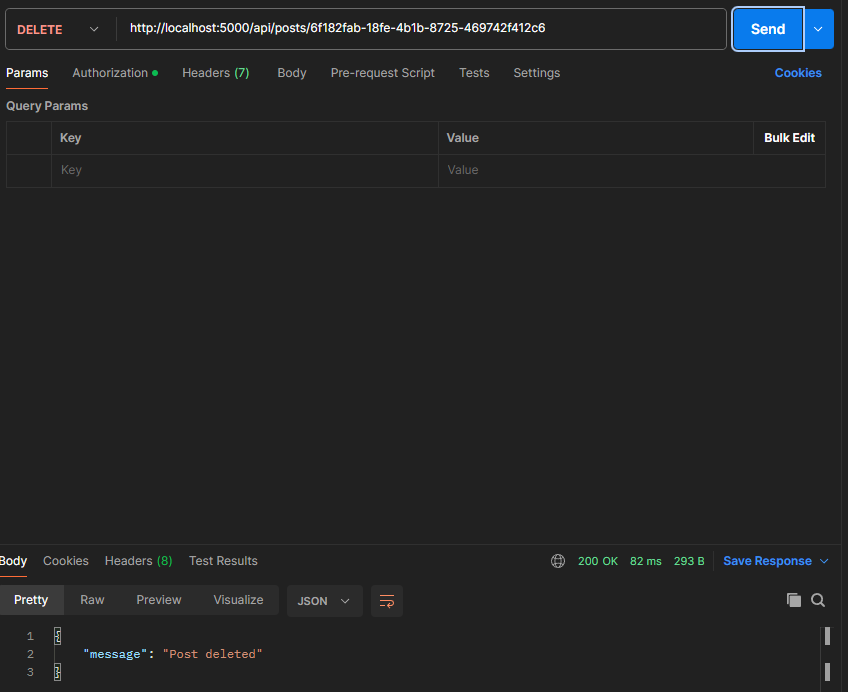 DELETE http://localhost:5000/api/posts/6f182fab-18fe-4b1b-8725-469742f412c6 Send
Params Authorization Headers (7) Body Pre-request Script Tests Settings Cookies
Query Params
Key Value Bulk Edit
Key Value
Body Cookies Headers (8) Test Results 200 OK 82 ms 293 B Save Response
Pretty Raw Preview Visualize JSON
1 {
2 "message": "Post deleted"
3 }